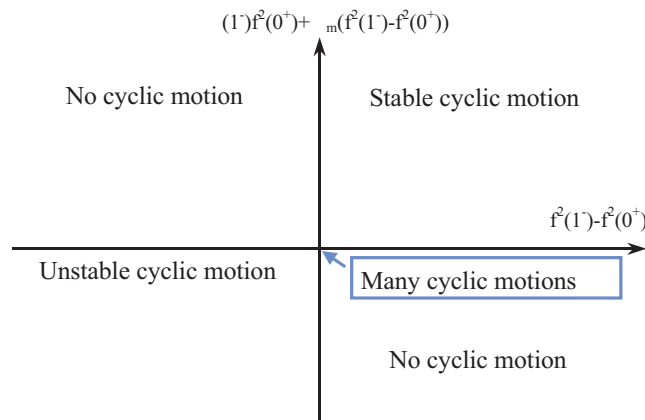 (1⁻)f²(0⁺)+ ₘ(f²(1⁻)-f²(0⁺))
No cyclic motion
Stable cyclic motion
f²(1⁻)-f²(0⁺)
Unstable cyclic motion
Many cyclic motions
No cyclic motion